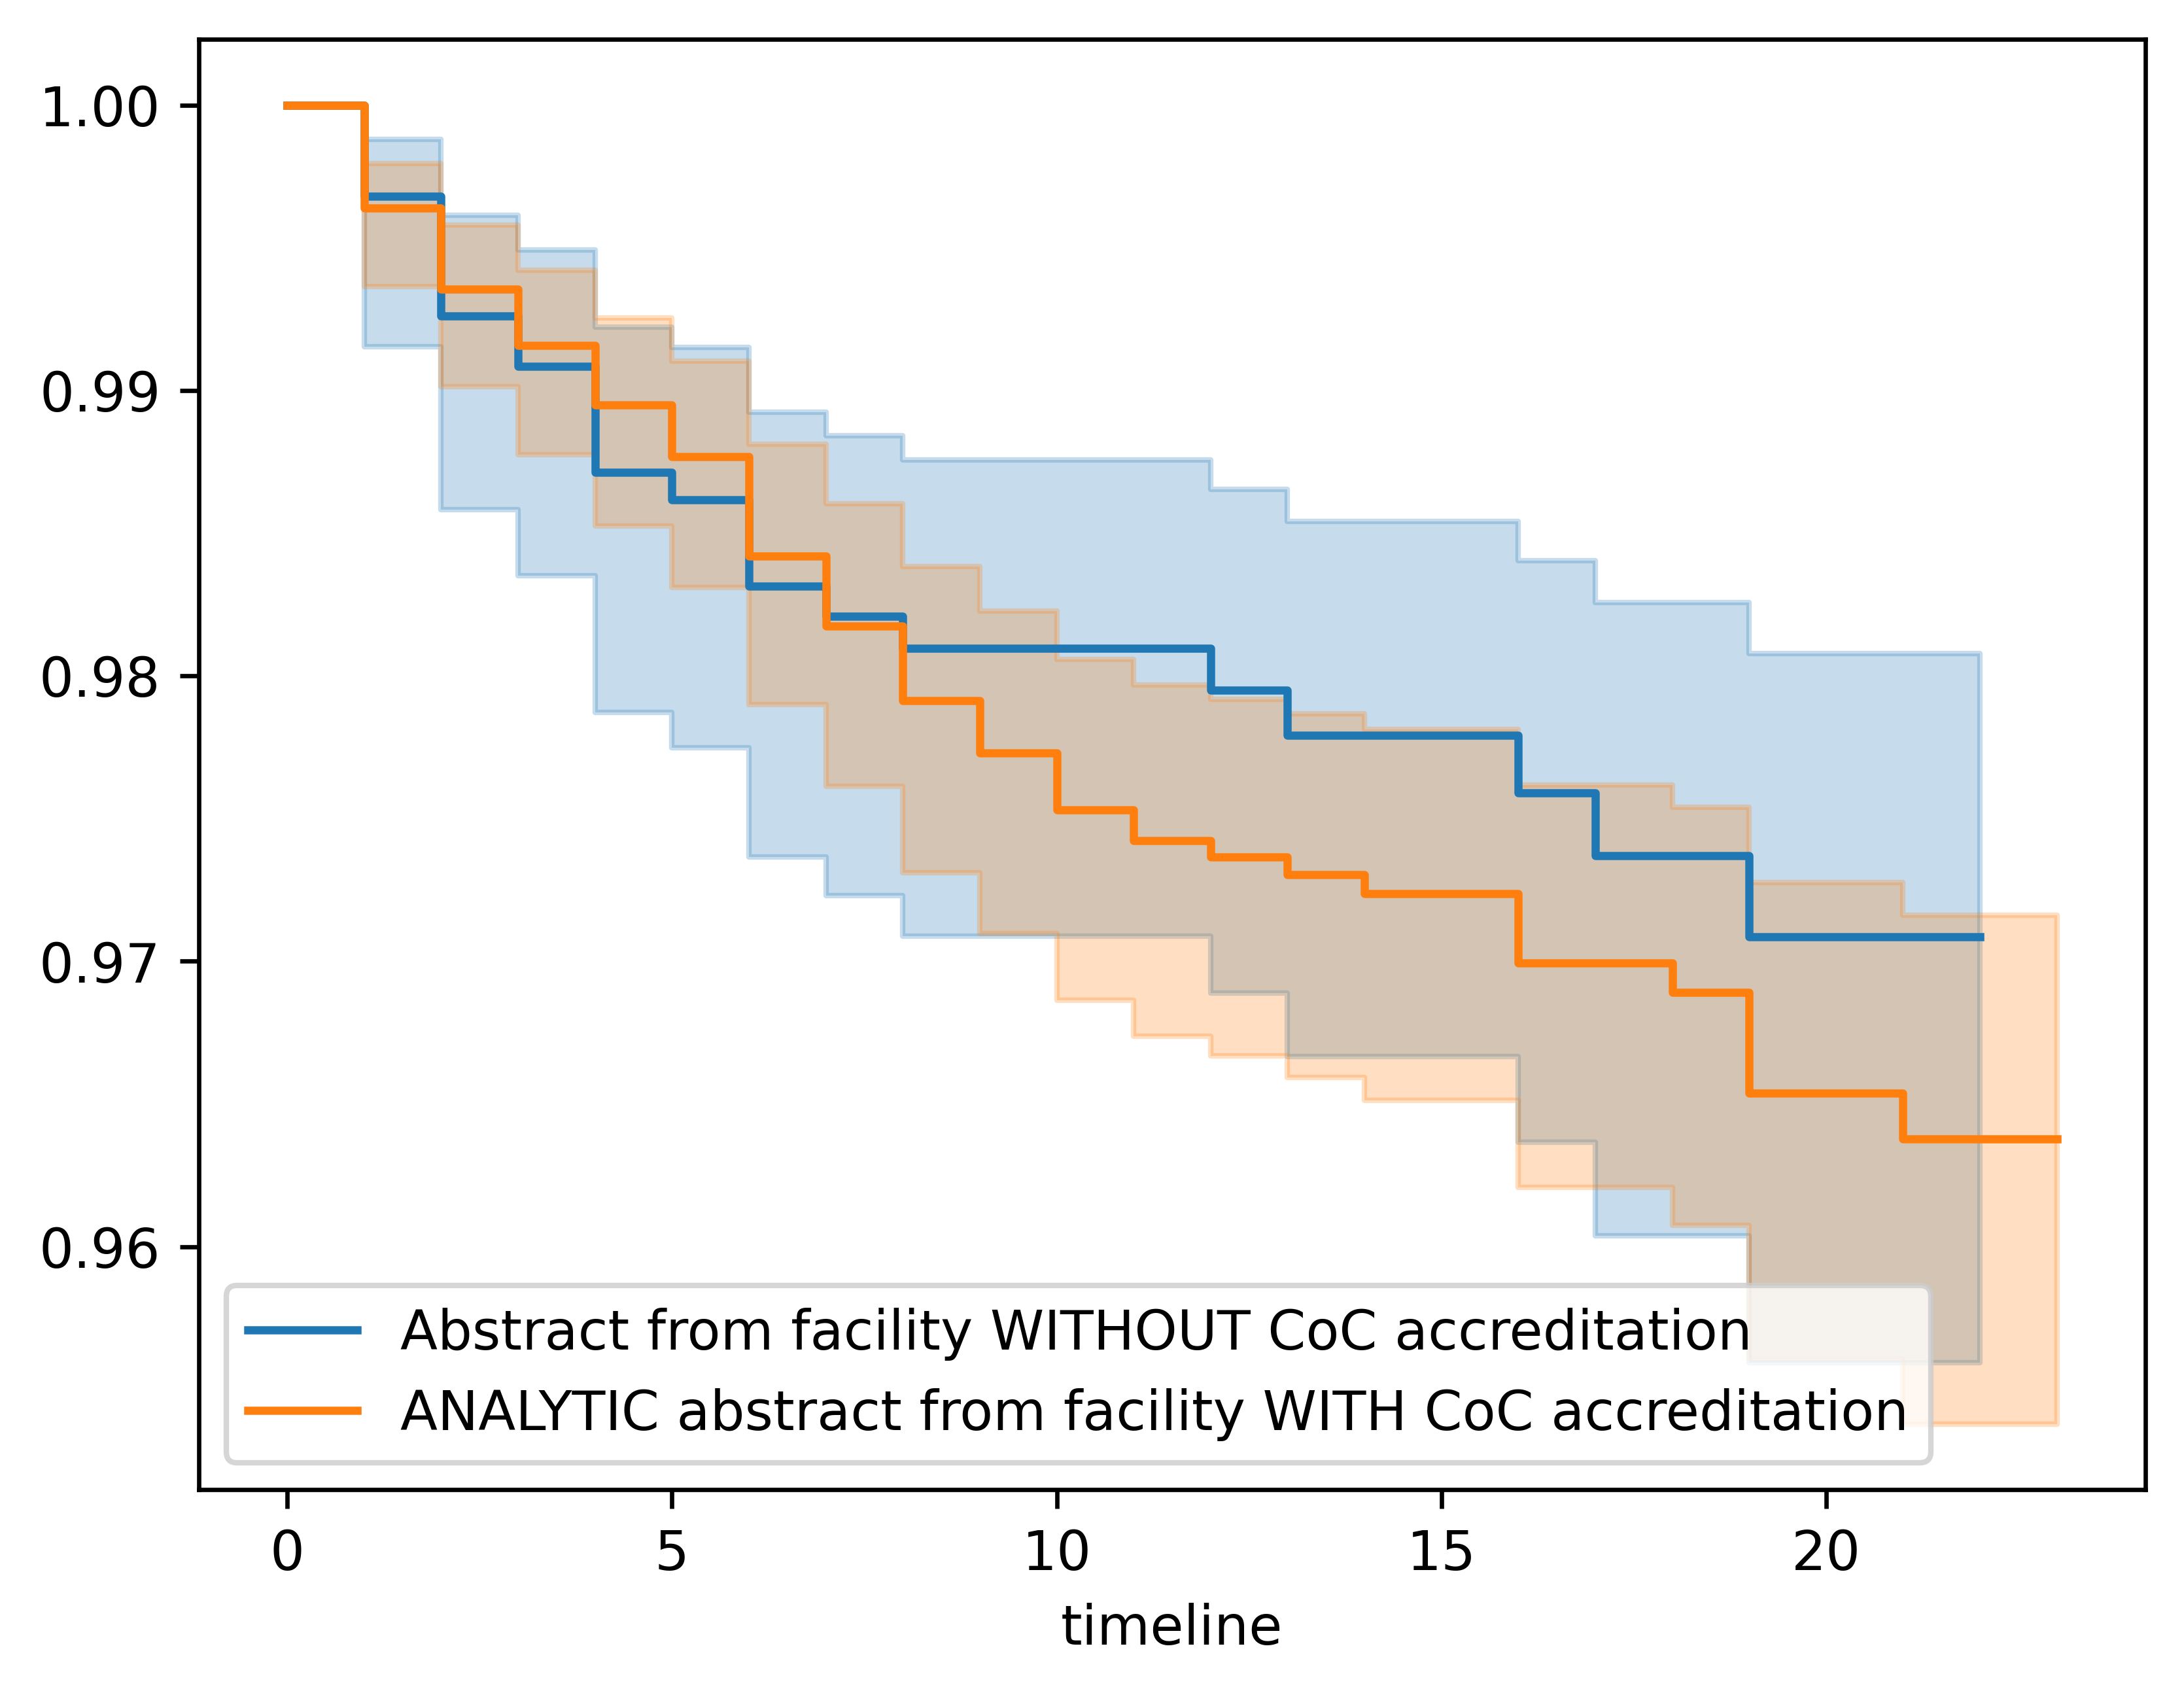 1.00
0.99
0.98
0.97
0.96
Abstract from facility WITHOUT CoC accreditation
ANALYTIC abstract from facility WITH CoC accreditation
0 5 10 15 20
timeline